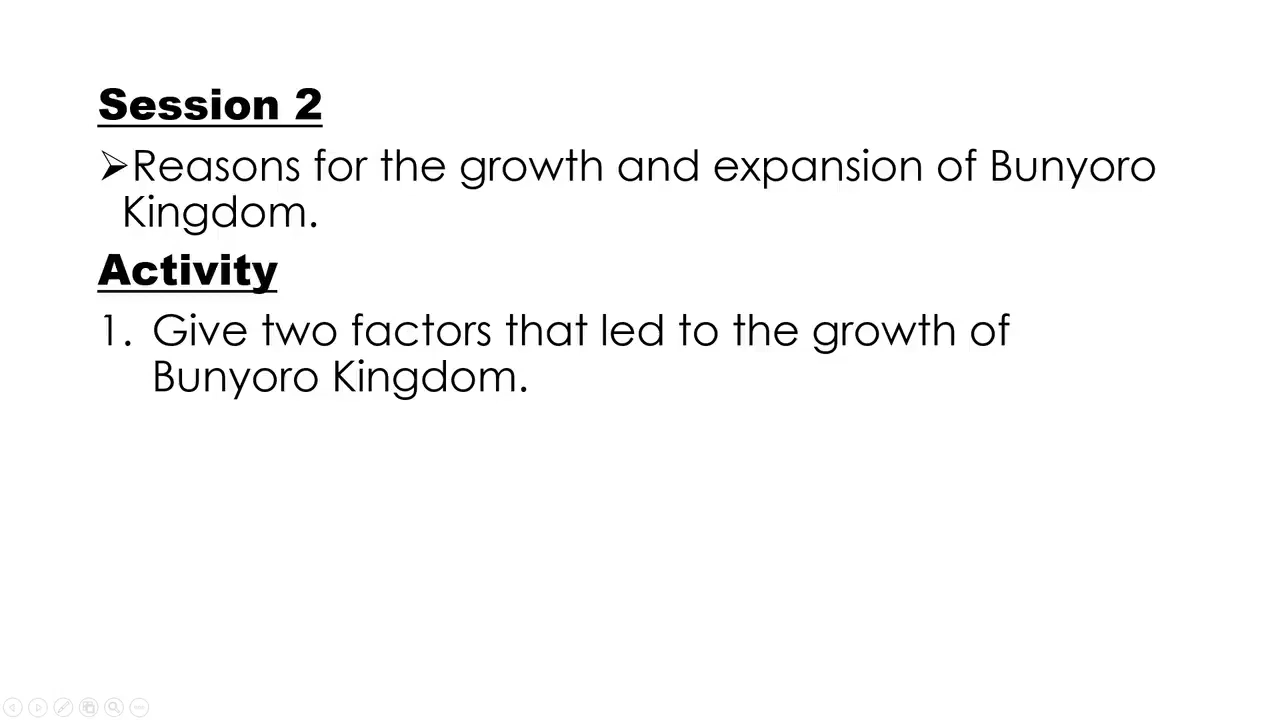 Session 2
➢Reasons for the growth and expansion of Bunyoro
Kingdom.
Activity
1. Give two factors that led to the growth of
Bunyoro Kingdom.